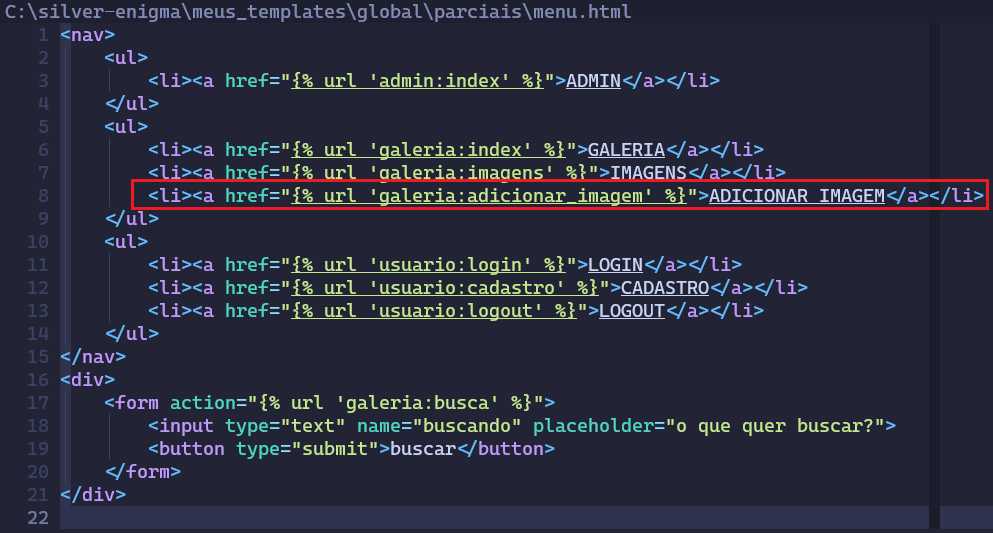 C:\silver-enigma\meus_templates\global\parciais\menu.html
1 <nav>
2     <ul>
3         <li><a href="{% url 'admin:index' %}">ADMIN</a></li>
4     </ul>
5     <ul>
6         <li><a href="{% url 'galeria:index' %}">GALERIA</a></li>
7         <li><a href="{% url 'galeria:imagens' %}">IMAGENS</a></li>
8         <li><a href="{% url 'galeria:adicionar_imagem' %}">ADICIONAR IMAGEM</a></li>
9     </ul>
10     <ul>
11         <li><a href="{% url 'usuario:login' %}">LOGIN</a></li>
12         <li><a href="{% url 'usuario:cadastro' %}">CADASTRO</a></li>
13         <li><a href="{% url 'usuario:logout' %}">LOGOUT</a></li>
14     </ul>
15 </nav>
16 <div>
17     <form action="{% url 'galeria:busca' %}">
18         <input type="text" name="buscando" placeholder="o que quer buscar?">
19         <button type="submit">buscar</button>
20     </form>
21 </div>
22